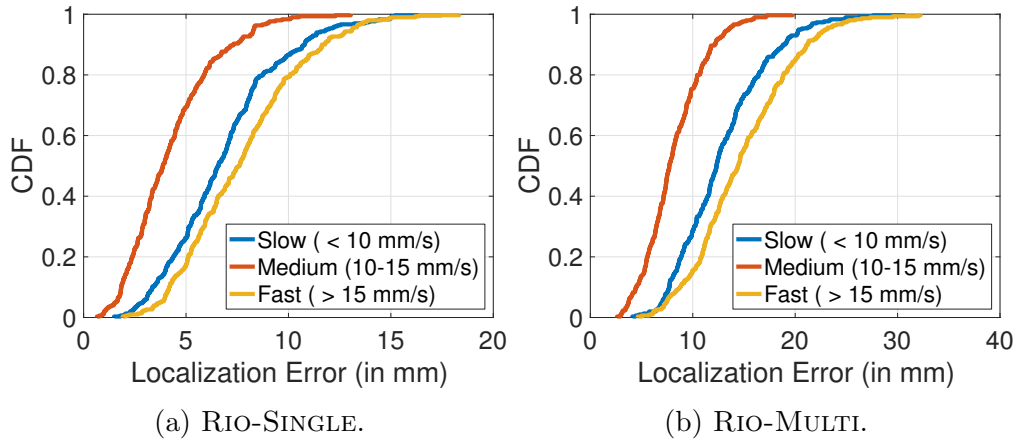 1
0.8
0.6
0.4
0.2
0
CDF
Slow ( < 10 mm/s)
Medium (10-15 mm/s)
Fast ( > 15 mm/s)
0 5 10 15 20
Localization Error (in mm)
(a) RIO-SINGLE.
1
0.8
0.6
0.4
0.2
0
CDF
Slow ( < 10 mm/s)
Medium (10-15 mm/s)
Fast ( > 15 mm/s)
0 10 20 30 40
Localization Error (in mm)
(b) RIO-MULTI.